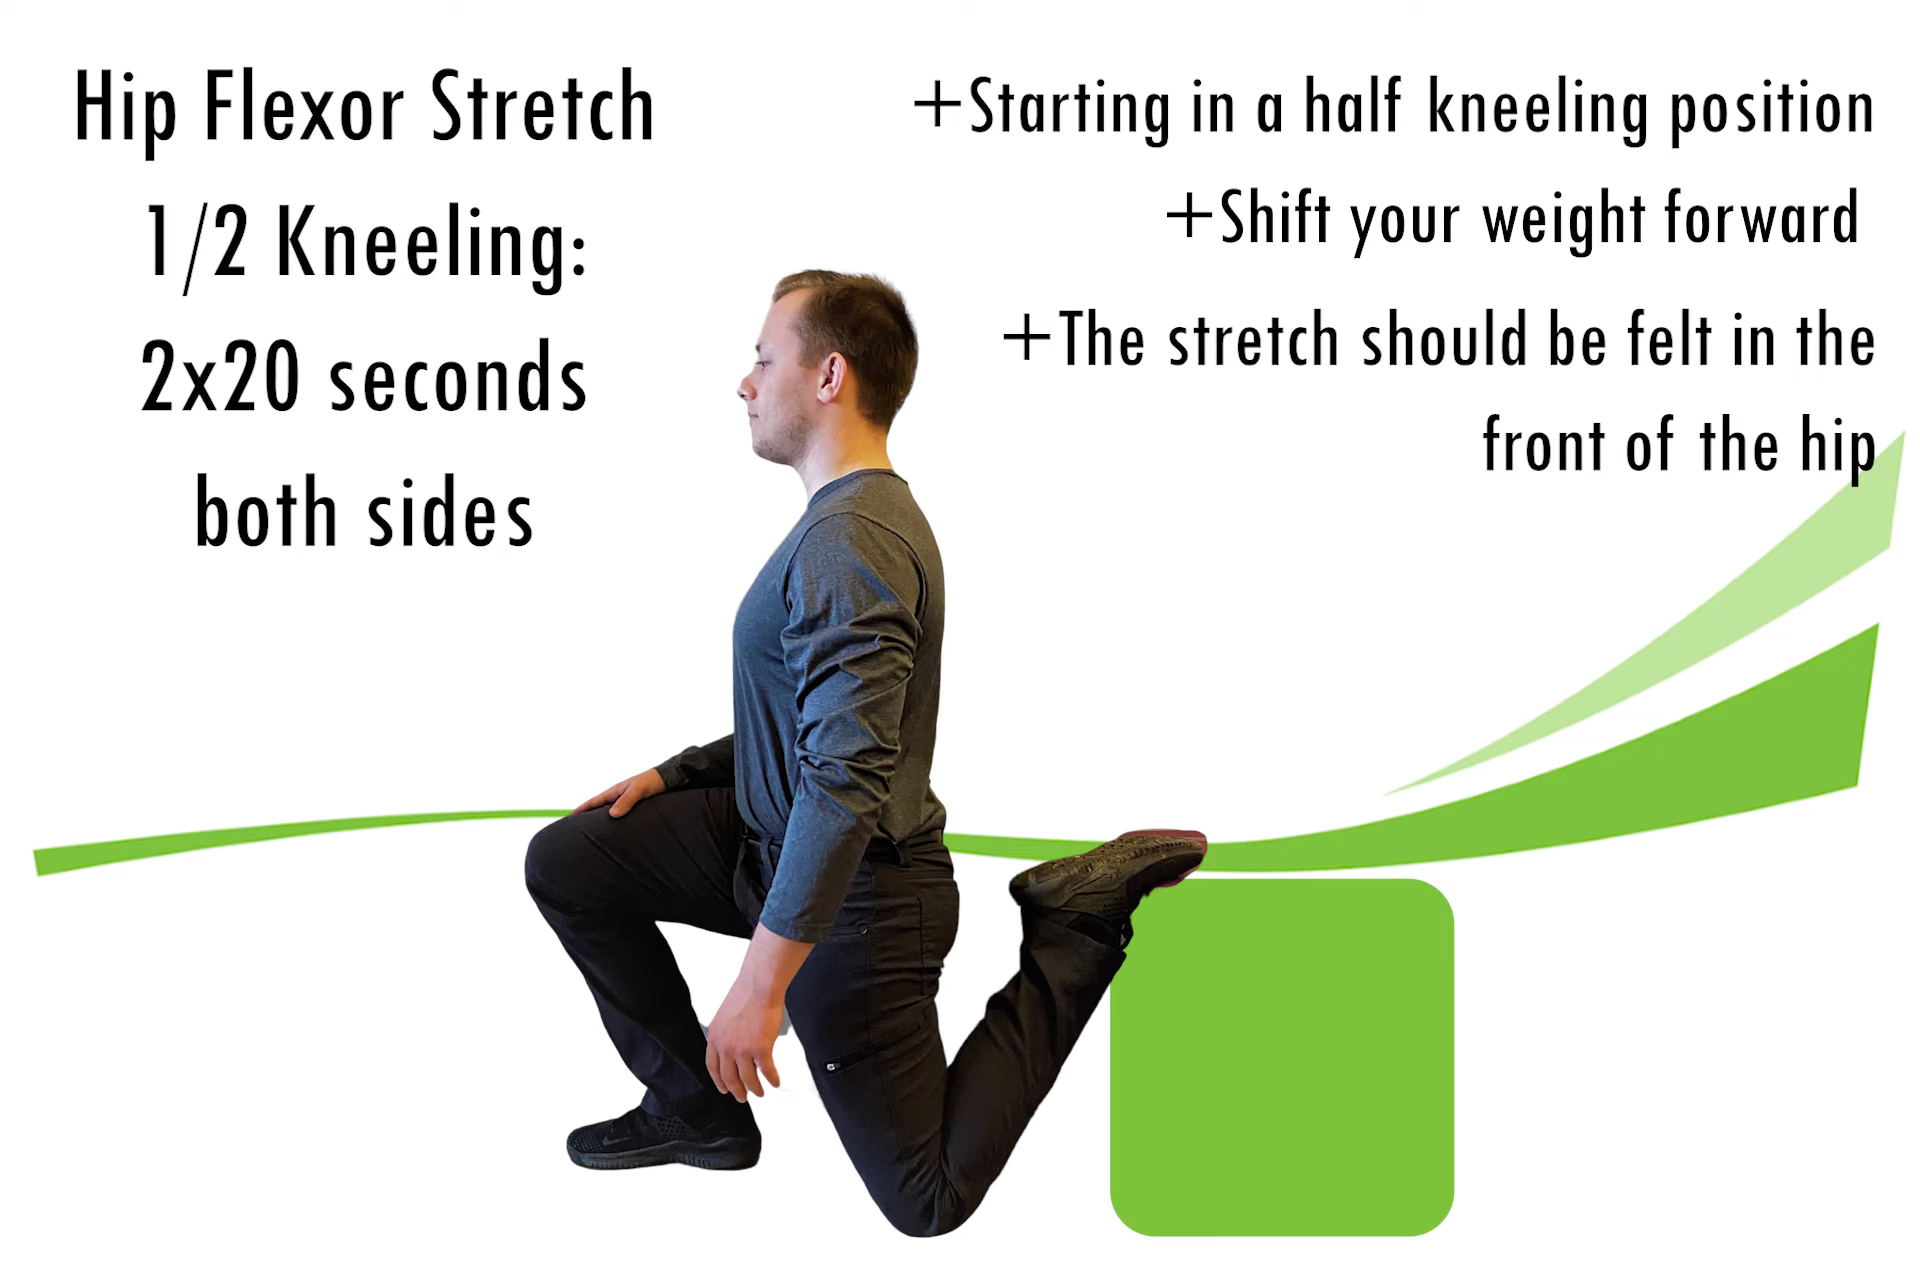 Hip Flexor Stretch
1/2 Kneeling:
2x20 seconds
both sides
+Starting in a half kneeling position
+Shift your weight forward
+The stretch should be felt in the
front of the hip